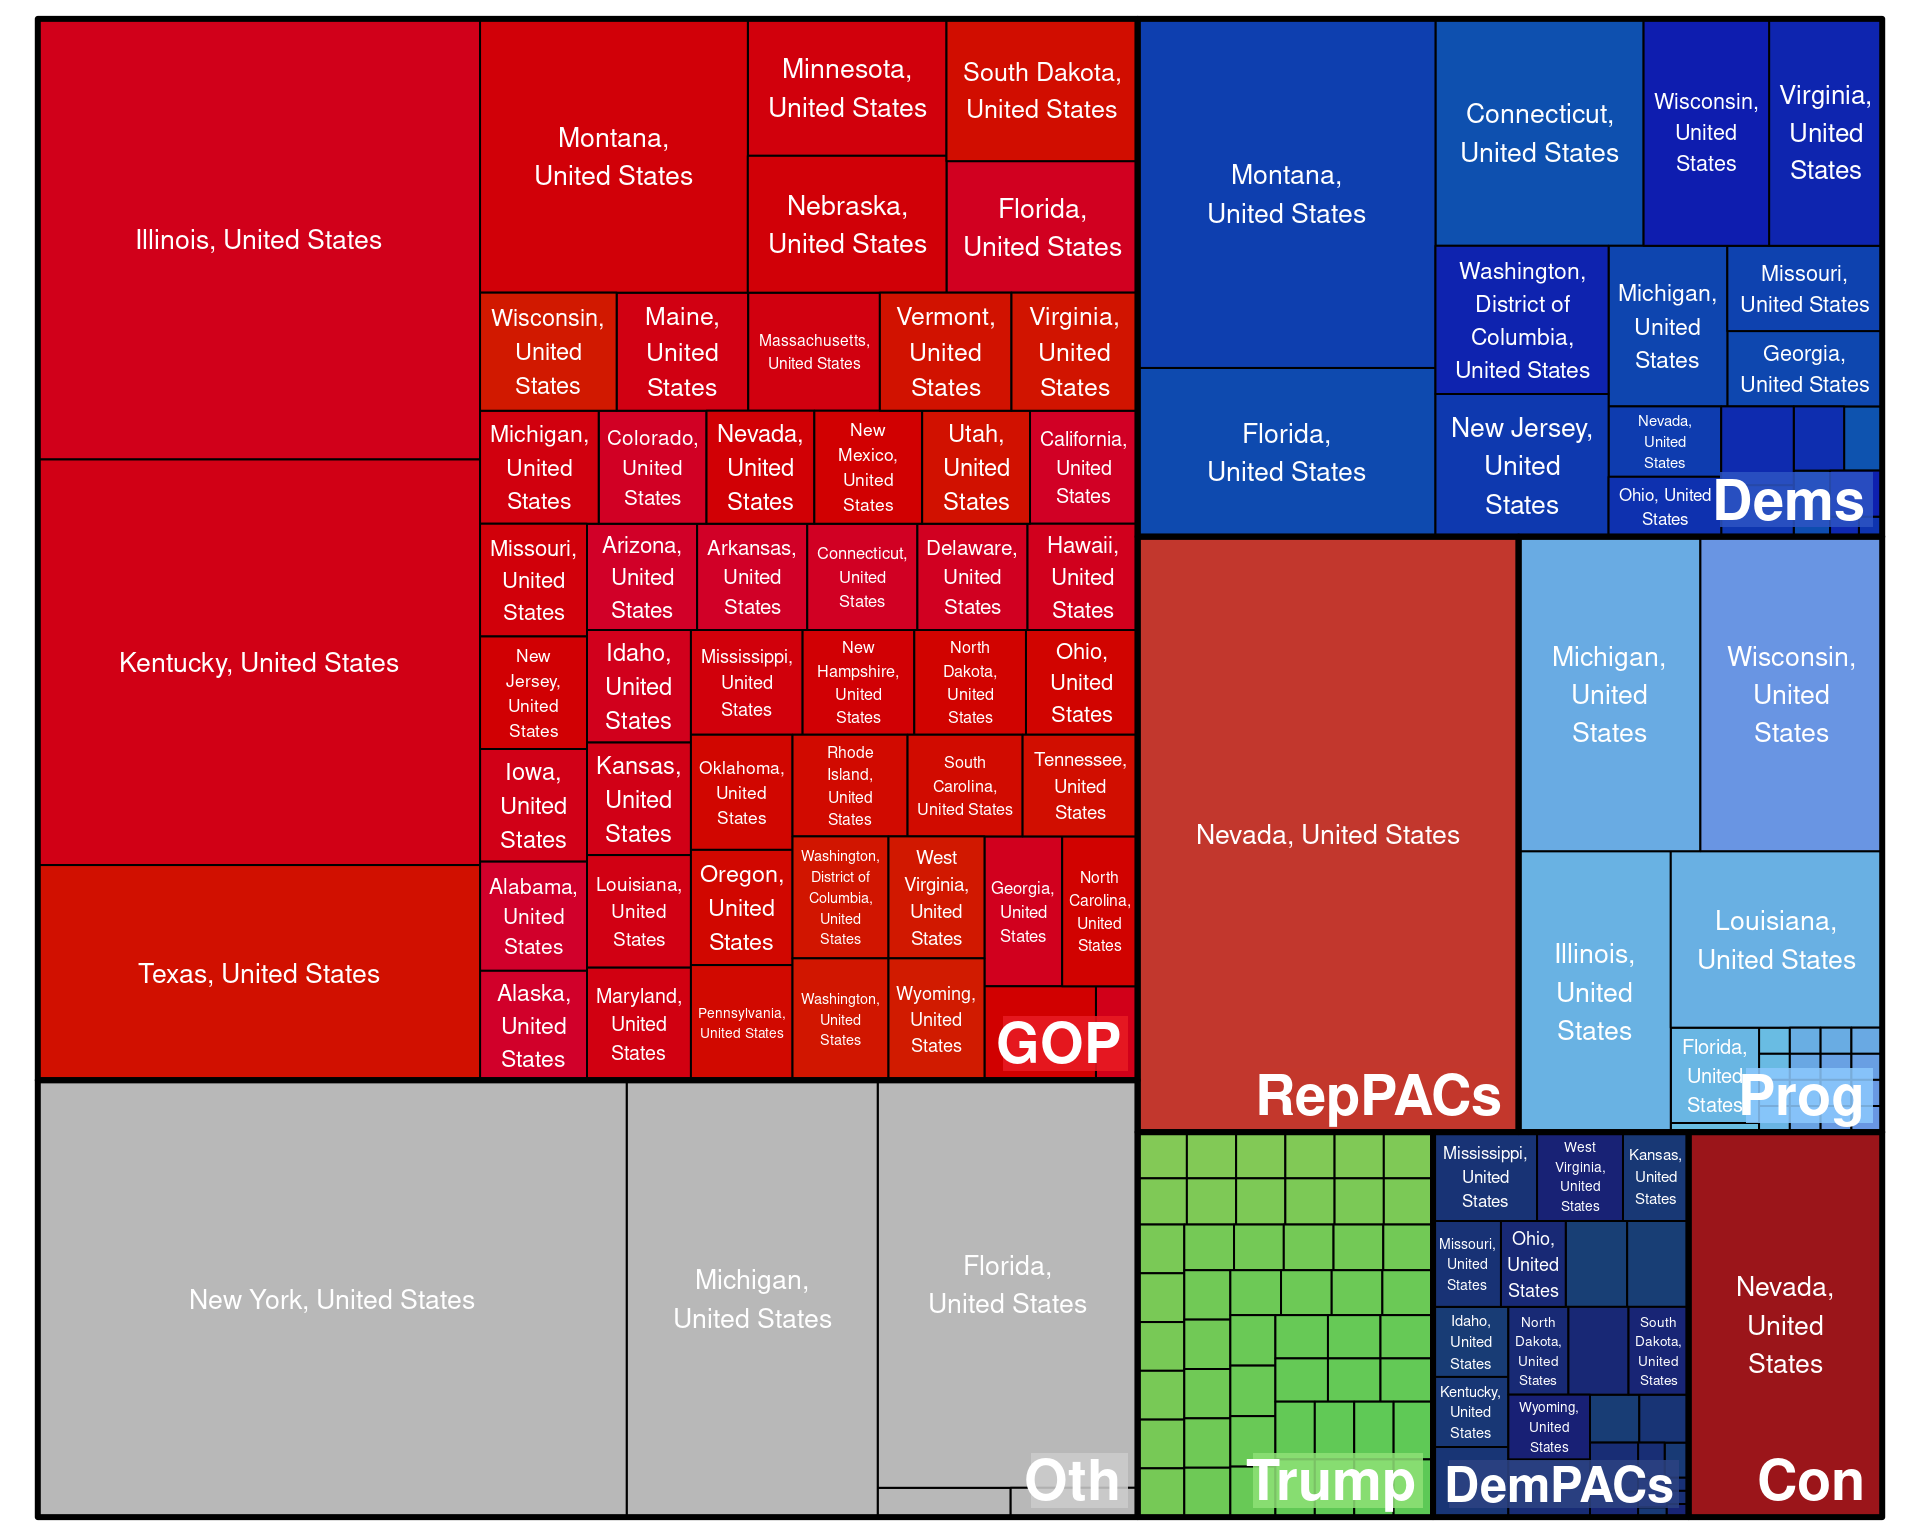 Illinois, United States
Kentucky, United States
Texas, United States
Montana,
United States
Minnesota,
United States
South Dakota,
United States
Nebraska,
United States
Florida,
United States
Wisconsin,
United
States
Maine,
United
States
Massachusetts,
United States
Vermont,
United
States
Virginia,
United
States
Michigan,
United
States
Colorado,
United
States
Nevada,
United
States
New
Mexico,
United
States
Utah,
United
States
California,
United
States
Missouri,
United
States
Arizona,
United
States
Arkansas,
United
States
Connecticut,
United
States
Delaware,
United
States
Hawaii,
United
States
New
Jersey,
United
States
Idaho,
United
States
Mississippi,
United
States
New
Hampshire,
United
States
North
Dakota,
United
States
Ohio,
United
States
Iowa,
United
States
Kansas,
United
States
Oklahoma,
United
States
Rhode
Island,
United
States
South
Carolina,
United States
Tennessee,
United
States
Alabama,
United
States
Louisiana,
United
States
Oregon,
United
States
Washington,
District of
Columbia,
United
States
West
Virginia,
United
States
Georgia,
United
States
North
Carolina,
United
States
Alaska,
United
States
Maryland,
United
States
Pennsylvania,
United States
Washington,
United
States
Wyoming,
United
States
GOP
New York, United States
Michigan,
United States
Florida,
United States
Oth
Montana,
United States
Florida,
United States
Connecticut,
United States
Wisconsin,
United
States
Virginia,
United
States
Washington,
District of
Columbia,
United States
Michigan,
United
States
Missouri,
United States
Georgia,
United States
New Jersey,
United
States
Nevada,
United
States
Ohio, United
States
Dems
Nevada, United States
RepPACs
Michigan,
United
States
Wisconsin,
United
States
Illinois,
United
States
Louisiana,
United States
Florida,
United
States
Prog
Trump
Mississippi,
United
States
West
Virginia,
United
States
Kansas,
United
States
Missouri,
United
States
Ohio,
United
States
Idaho,
United
States
North
Dakota,
United
States
South
Dakota,
United
States
Kentucky,
United
States
Wyoming,
United
States
DemPACs
Nevada,
United
States
Con